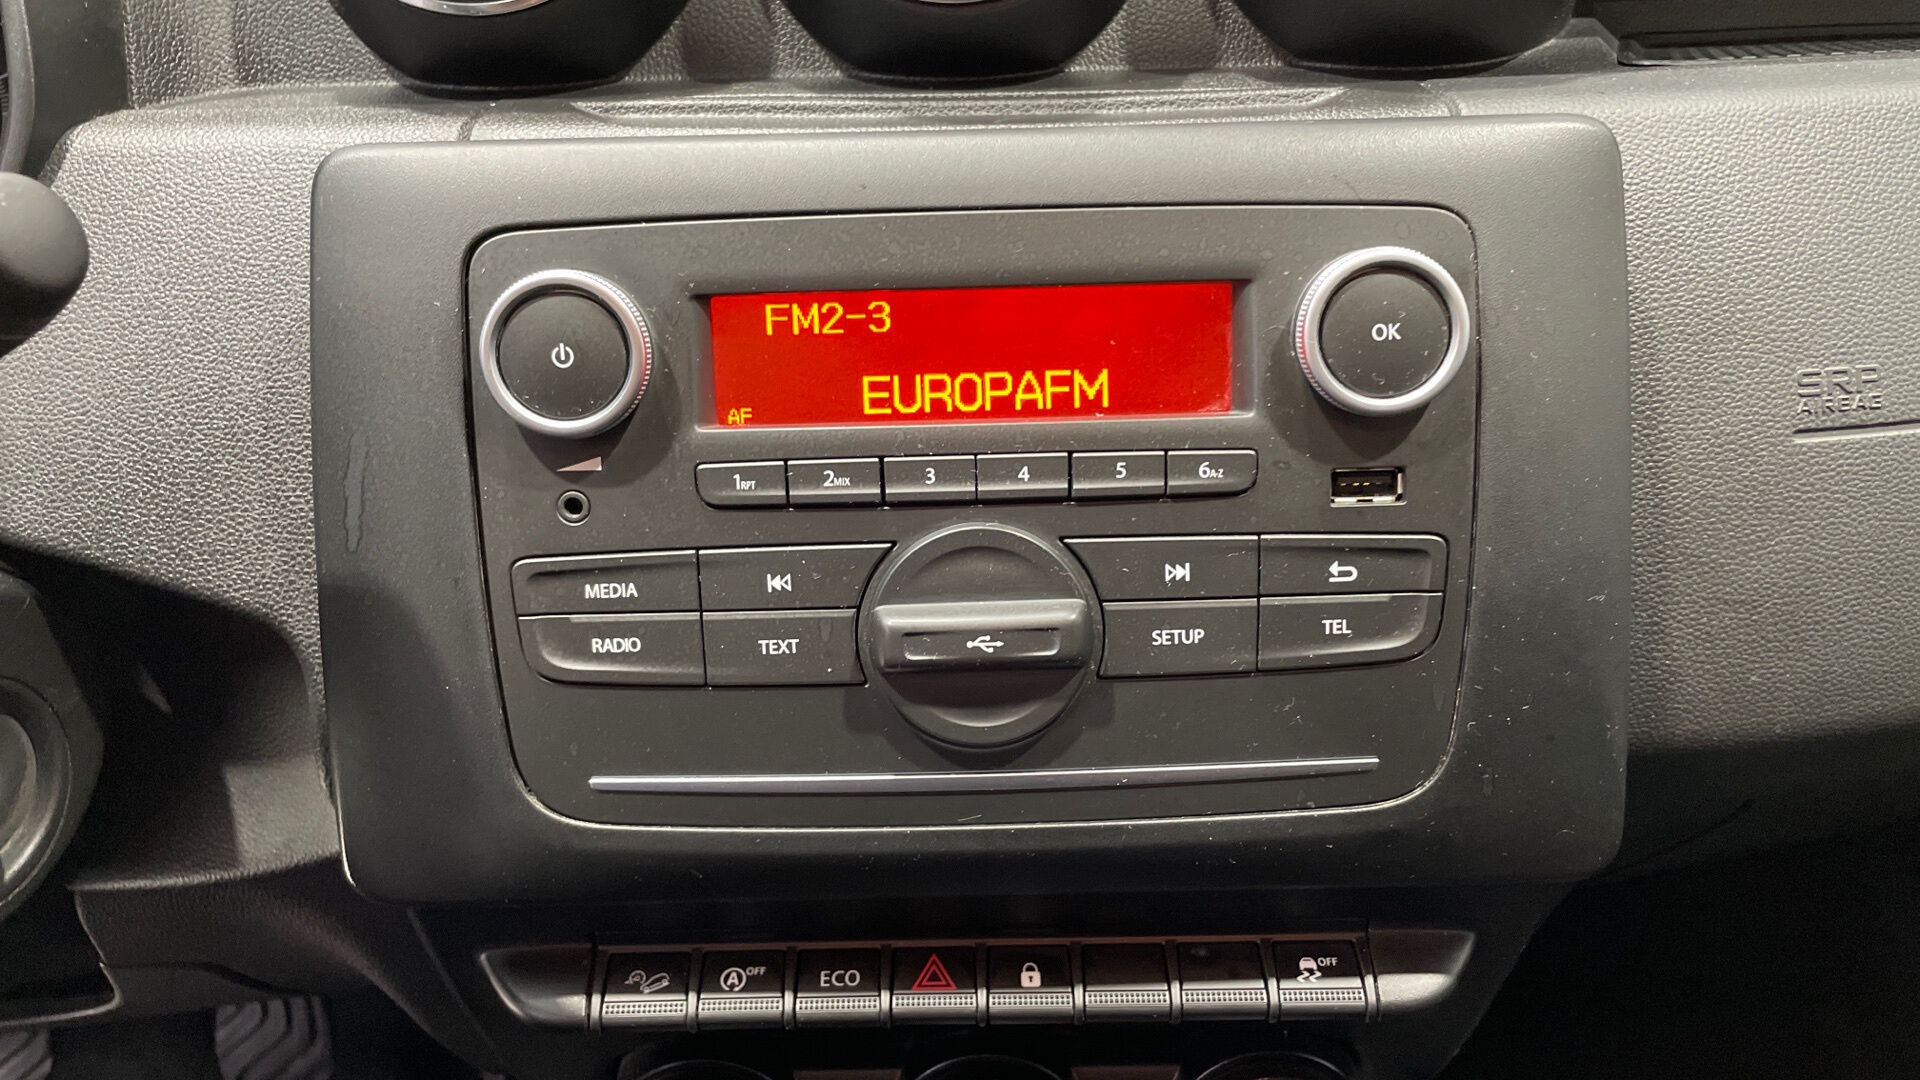 FM2-3
EUROPAFM
AF
OK
1RPT
2MIX
3
4
5
6A-Z
MEDIA
RADIO
TEXT
SETUP
TEL
SRP
AIRBAG
A OFF
ECO
OFF